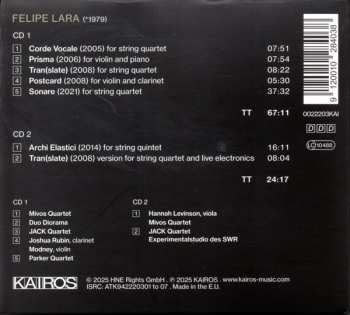 FELIPE LARA (*1979)
CD 1
1 Corde Vocale (2005) for string quartet 07:51
2 Prisma (2006) for violin and piano 07:54
3 Tran(slate) (2008) for string quartet 08:22
4 Postcard (2008) for violin and clarinet 05:30
5 Sonare (2021) for string quartet 37:32
TT 67:11
CD 2
1 Archi Elastici (2014) for string quintet 16:11
2 Tran(slate) (2008) version for string quartet and live electronics 08:04
TT 24:17
CD 1
1 Mivos Quartet
2 Duo Diorama
3 JACK Quartet
4 Joshua Rubin, clarinet
Modney, violin
5 Parker Quartet
CD 2
1 Hannah Levinson, viola
Mivos Quartet
2 JACK Quartet
Experimentalstudio des SWR
KAIROS
© 2025 HNE Rights GmbH . ℗ 2025 KAIROS . www.kairos-music.com
ISRC: ATK942220301 to 07 . Made in the E.U.
9 120010 284038
0022203KAI
DDD
LC 10488